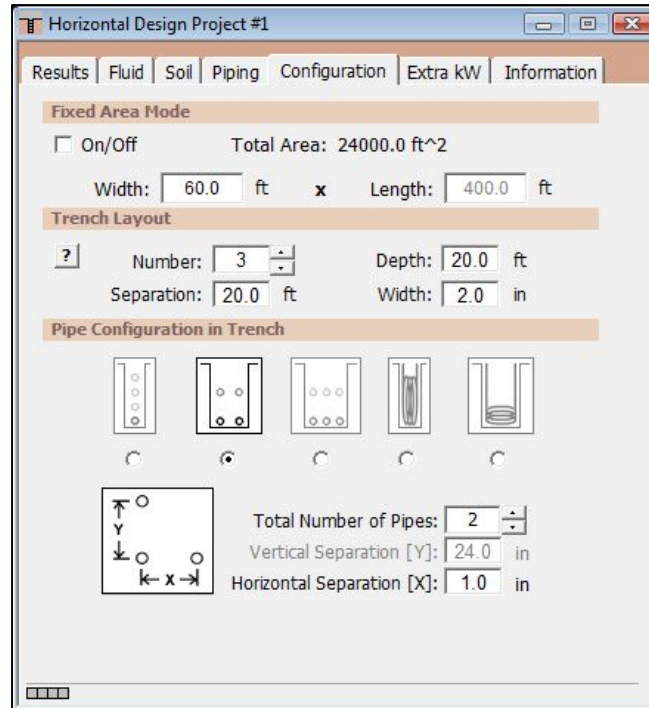 Horizontal Design Project #1
Results Fluid Soil Piping Configuration Extra kW Information
Fixed Area Mode
On/Off Total Area: 24000.0 ft^2
Width: 60.0 ft x Length: 400.0 ft
Trench Layout
? Number: 3 Depth: 20.0 ft
Separation: 20.0 ft Width: 2.0 in
Pipe Configuration in Trench
Y
X
Total Number of Pipes: 2
Vertical Separation [Y]: 24.0 in
Horizontal Separation [X]: 1.0 in